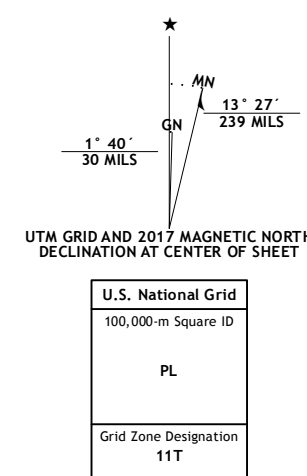 MN
GN
13° 27´
239 MILS
1° 40´
30 MILS
UTM GRID AND 2017 MAGNETIC NORTH
DECLINATION AT CENTER OF SHEET
U.S. National Grid
100,000-m Square ID
PL
Grid Zone Designation
11T